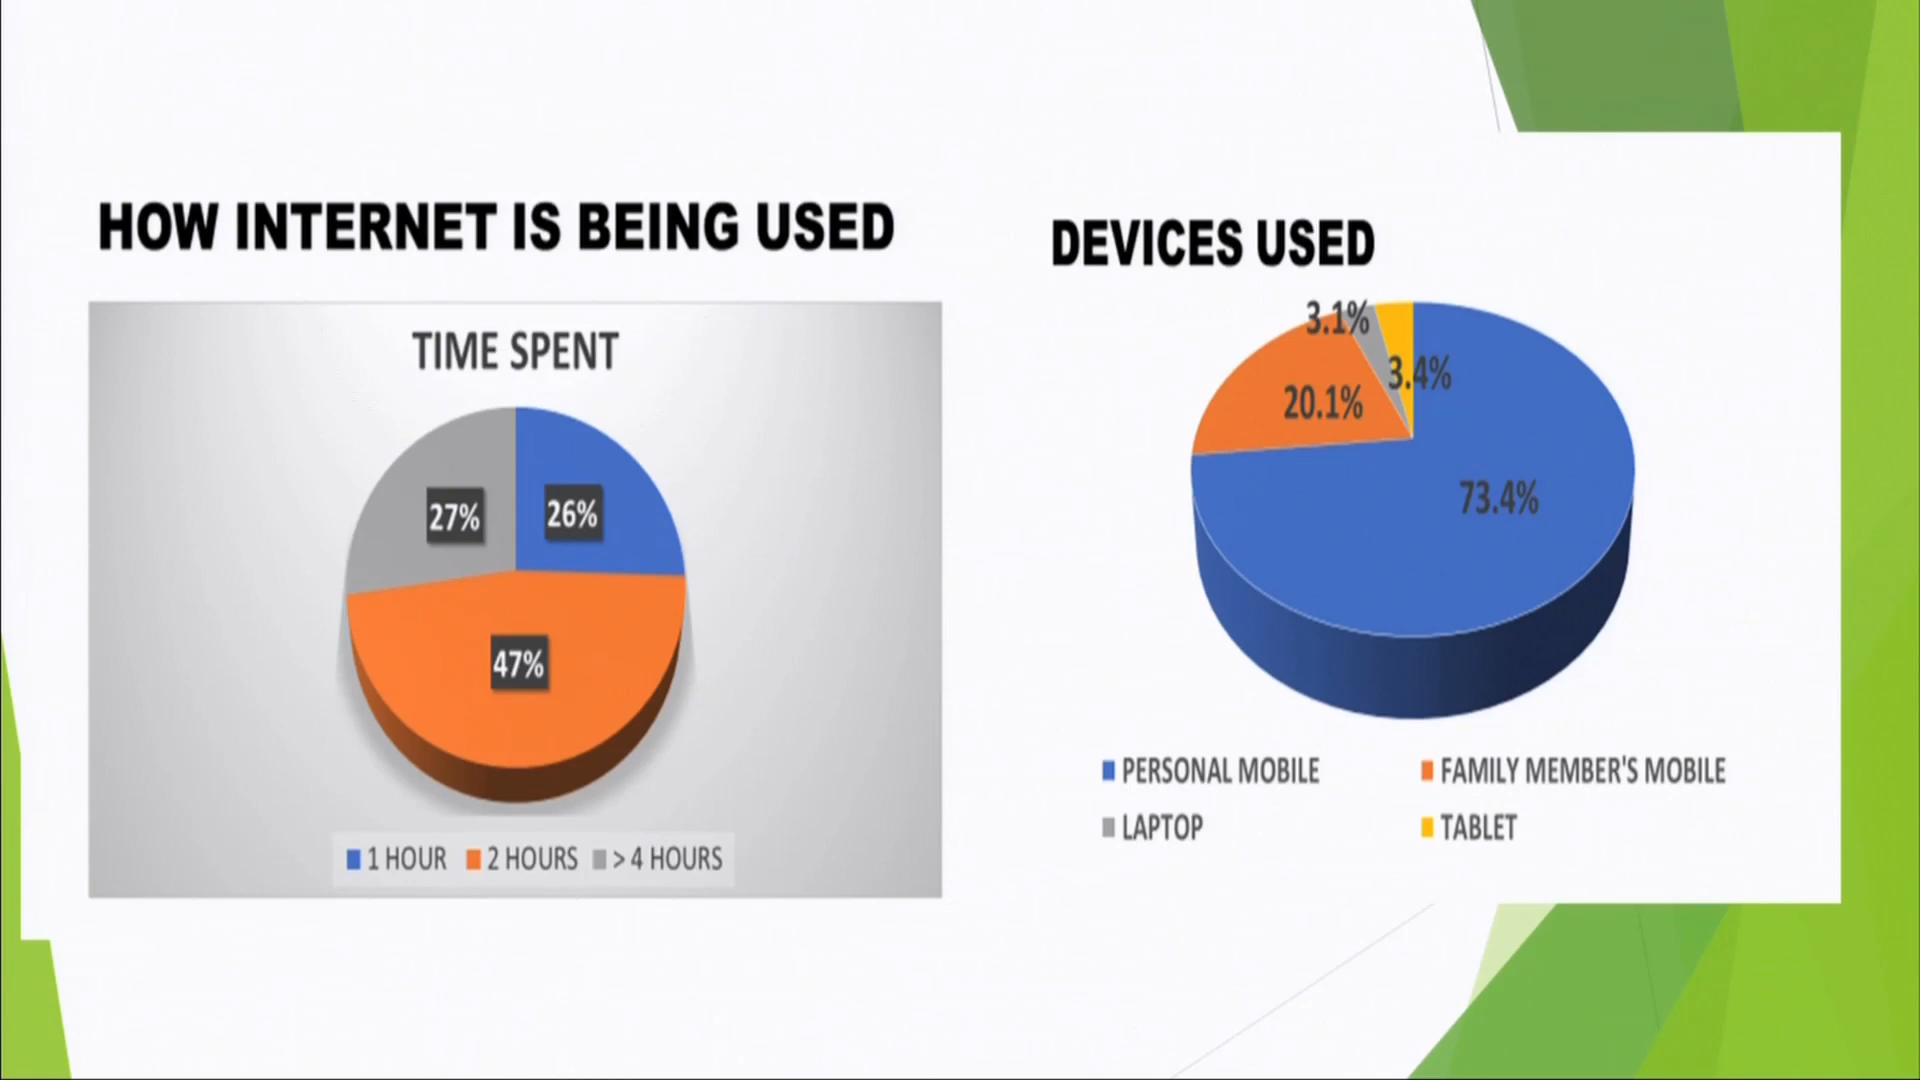 HOW INTERNET IS BEING USED
TIME SPENT
27%
26%
47%
1 HOUR 2 HOURS > 4 HOURS
DEVICES USED
3.1%
3.4%
20.1%
73.4%
PERSONAL MOBILE FAMILY MEMBER'S MOBILE
LAPTOP TABLET